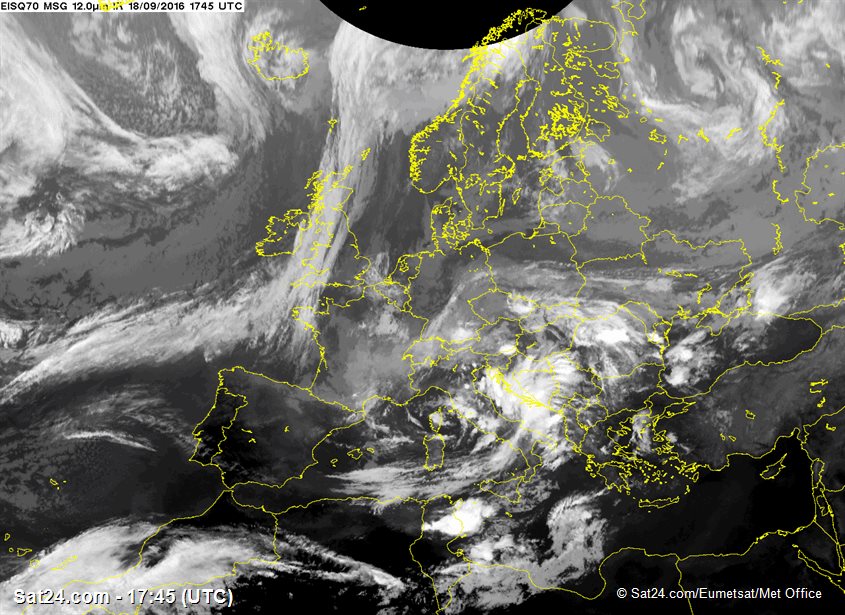 EISQ70 MSG 12.0µm IR 18/09/2016 1745 UTC
Sat24.com - 17:45 (UTC)
© Sat24.com/Eumetsat/Met Office